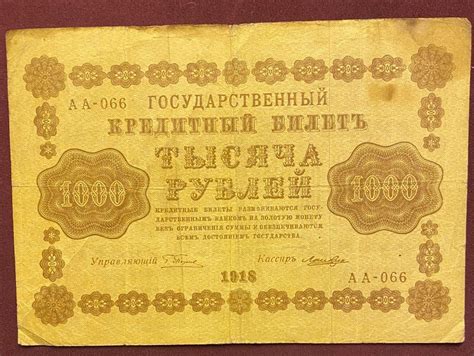 АА-066
ГОСУДАРСТВЕННЫЙ
КРЕДИТНЫЙ БИЛЕТЪ
ТЫСЯЧА
РУБЛЕЙ
1000
1000
КРЕДИТНЫЕ БИЛЕТЫ РАЗМѢНИВАЮТСЯ ГОСУ-
ДАРСТВЕННЫМЪ БАНКОМЪ НА ЗОЛОТУЮ МОНЕТУ
БЕЗЪ ОГРАНИЧЕНІЯ СУММЫ И ОБЕЗПЕЧИВАЮТСЯ
ВСѢМЪ ДОСТОЯНІЕМЪ ГОСУДАРСТВА.
Управляющій
Кассиръ
1918
АА-066